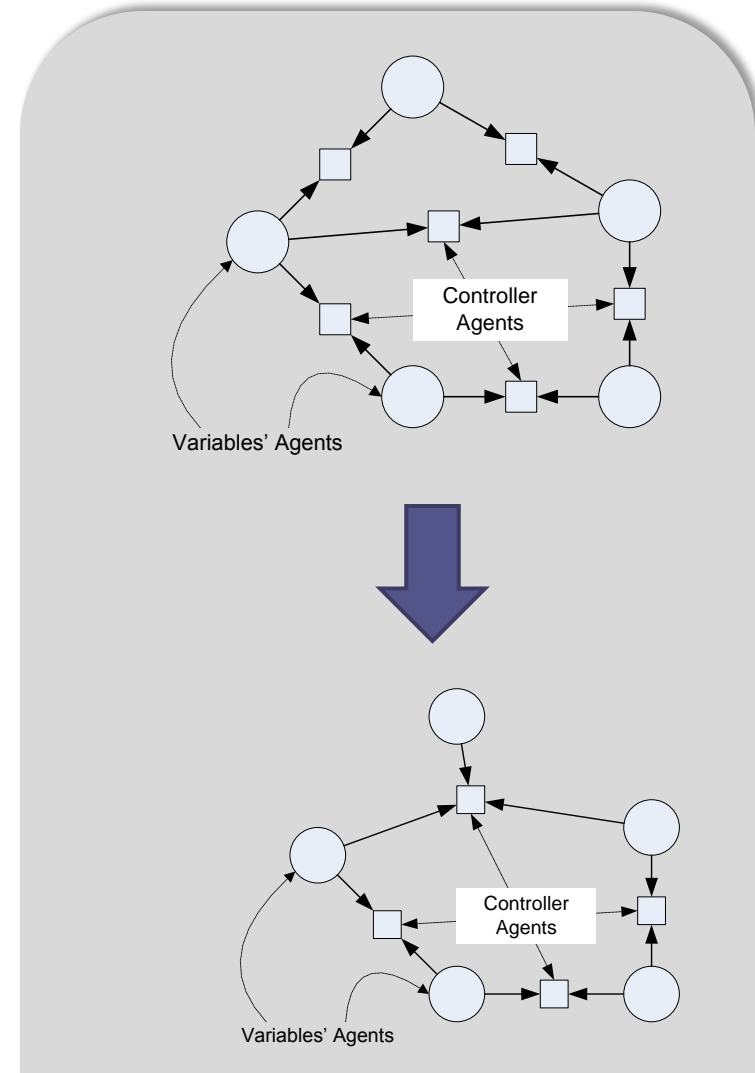 Controller
Agents
Variables’ Agents
Controller
Agents
Variables’ Agents